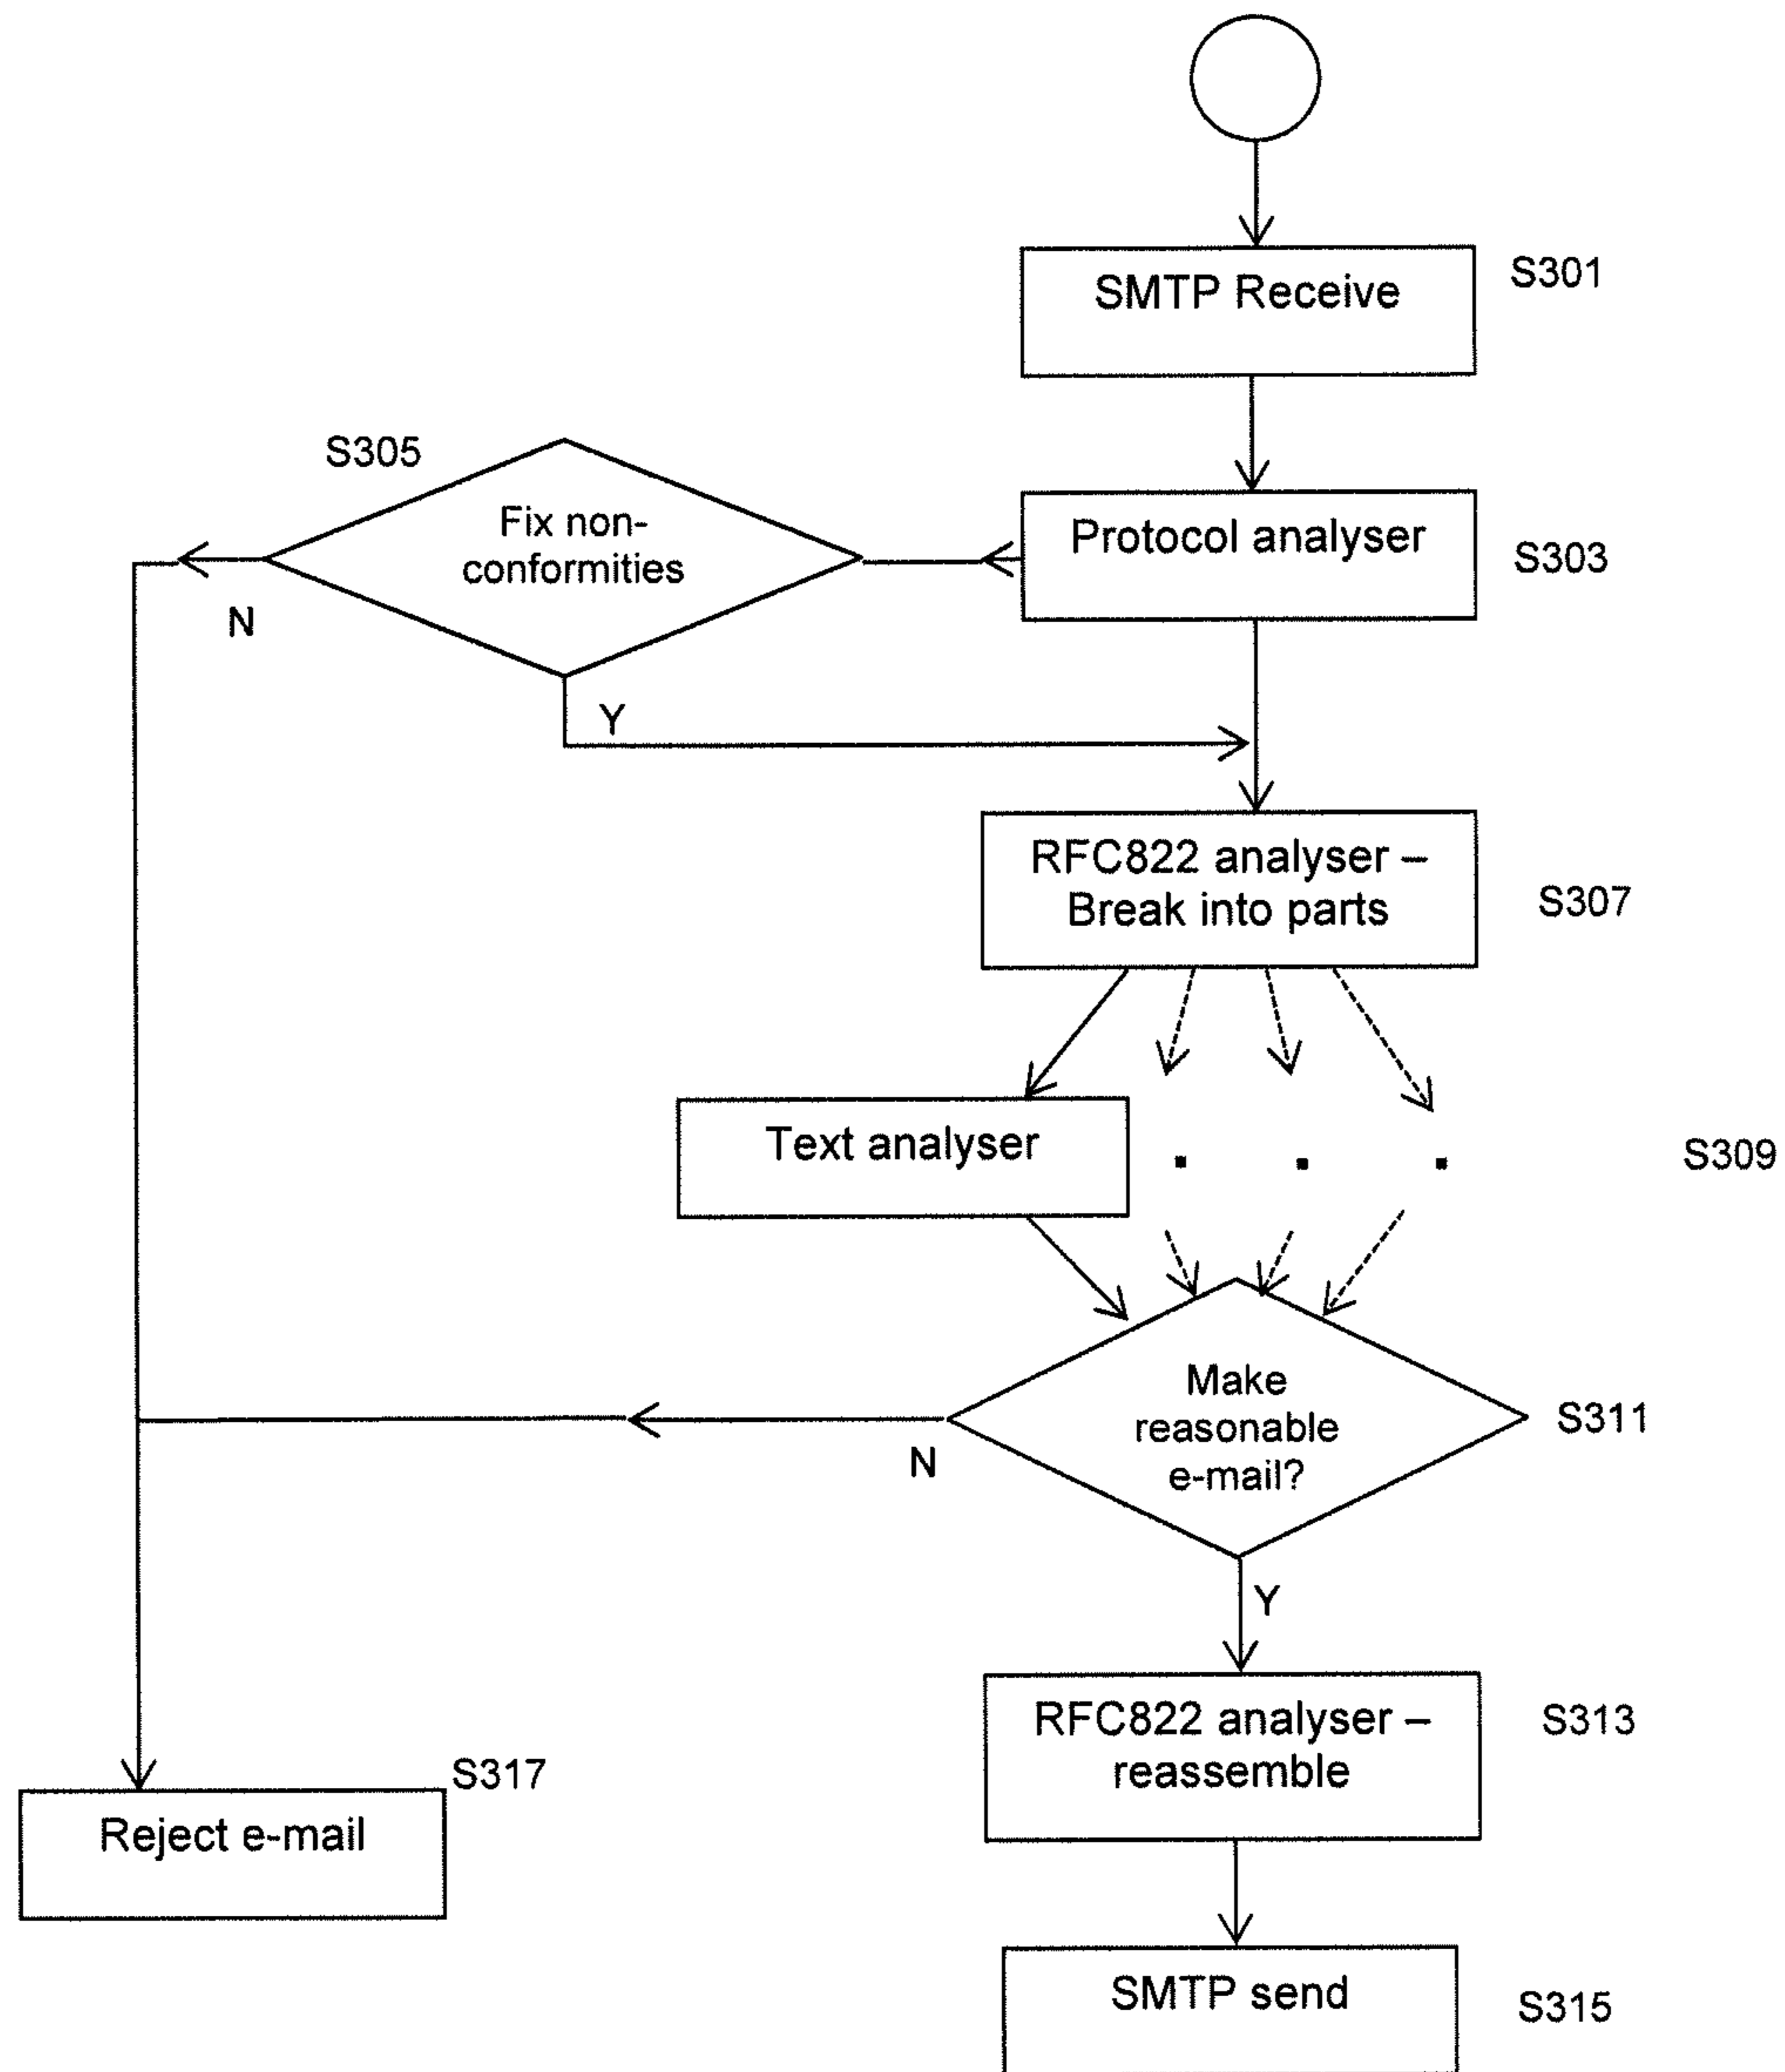 SMTP Receive
S301
S305
Fix non-
conformities
Protocol analyser
S303
N
Y
RFC822 analyser –
Break into parts
S307
Text analyser
S309
Make
reasonable
e-mail?
S311
N
Y
RFC822 analyser –
reassemble
S313
S317
Reject e-mail
SMTP send
S315